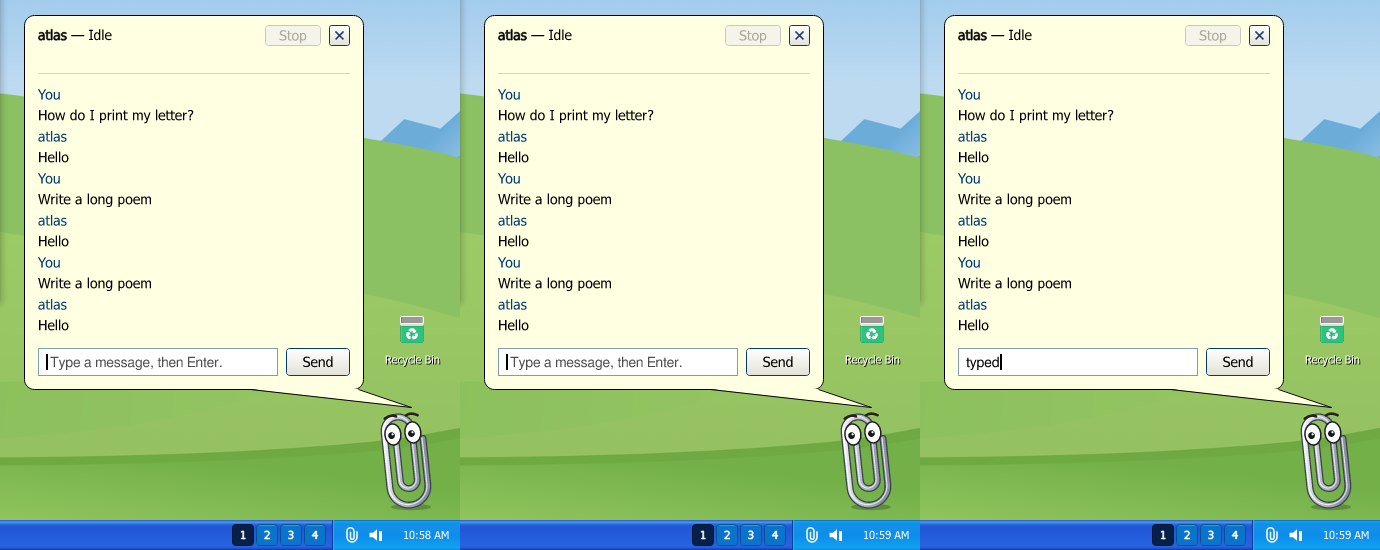 atlas — Idle
Stop
You
How do I print my letter?
atlas
Hello
You
Write a long poem
atlas
Hello
You
Write a long poem
atlas
Hello
Type a message, then Enter.
Send
Recycle Bin
1 2 3 4
10:58 AM
atlas — Idle
Stop
You
How do I print my letter?
atlas
Hello
You
Write a long poem
atlas
Hello
You
Write a long poem
atlas
Hello
Type a message, then Enter.
Send
Recycle Bin
1 2 3 4
10:59 AM
atlas — Idle
Stop
You
How do I print my letter?
atlas
Hello
You
Write a long poem
atlas
Hello
You
Write a long poem
atlas
Hello
typed
Send
Recycle Bin
1 2 3 4
10:59 AM